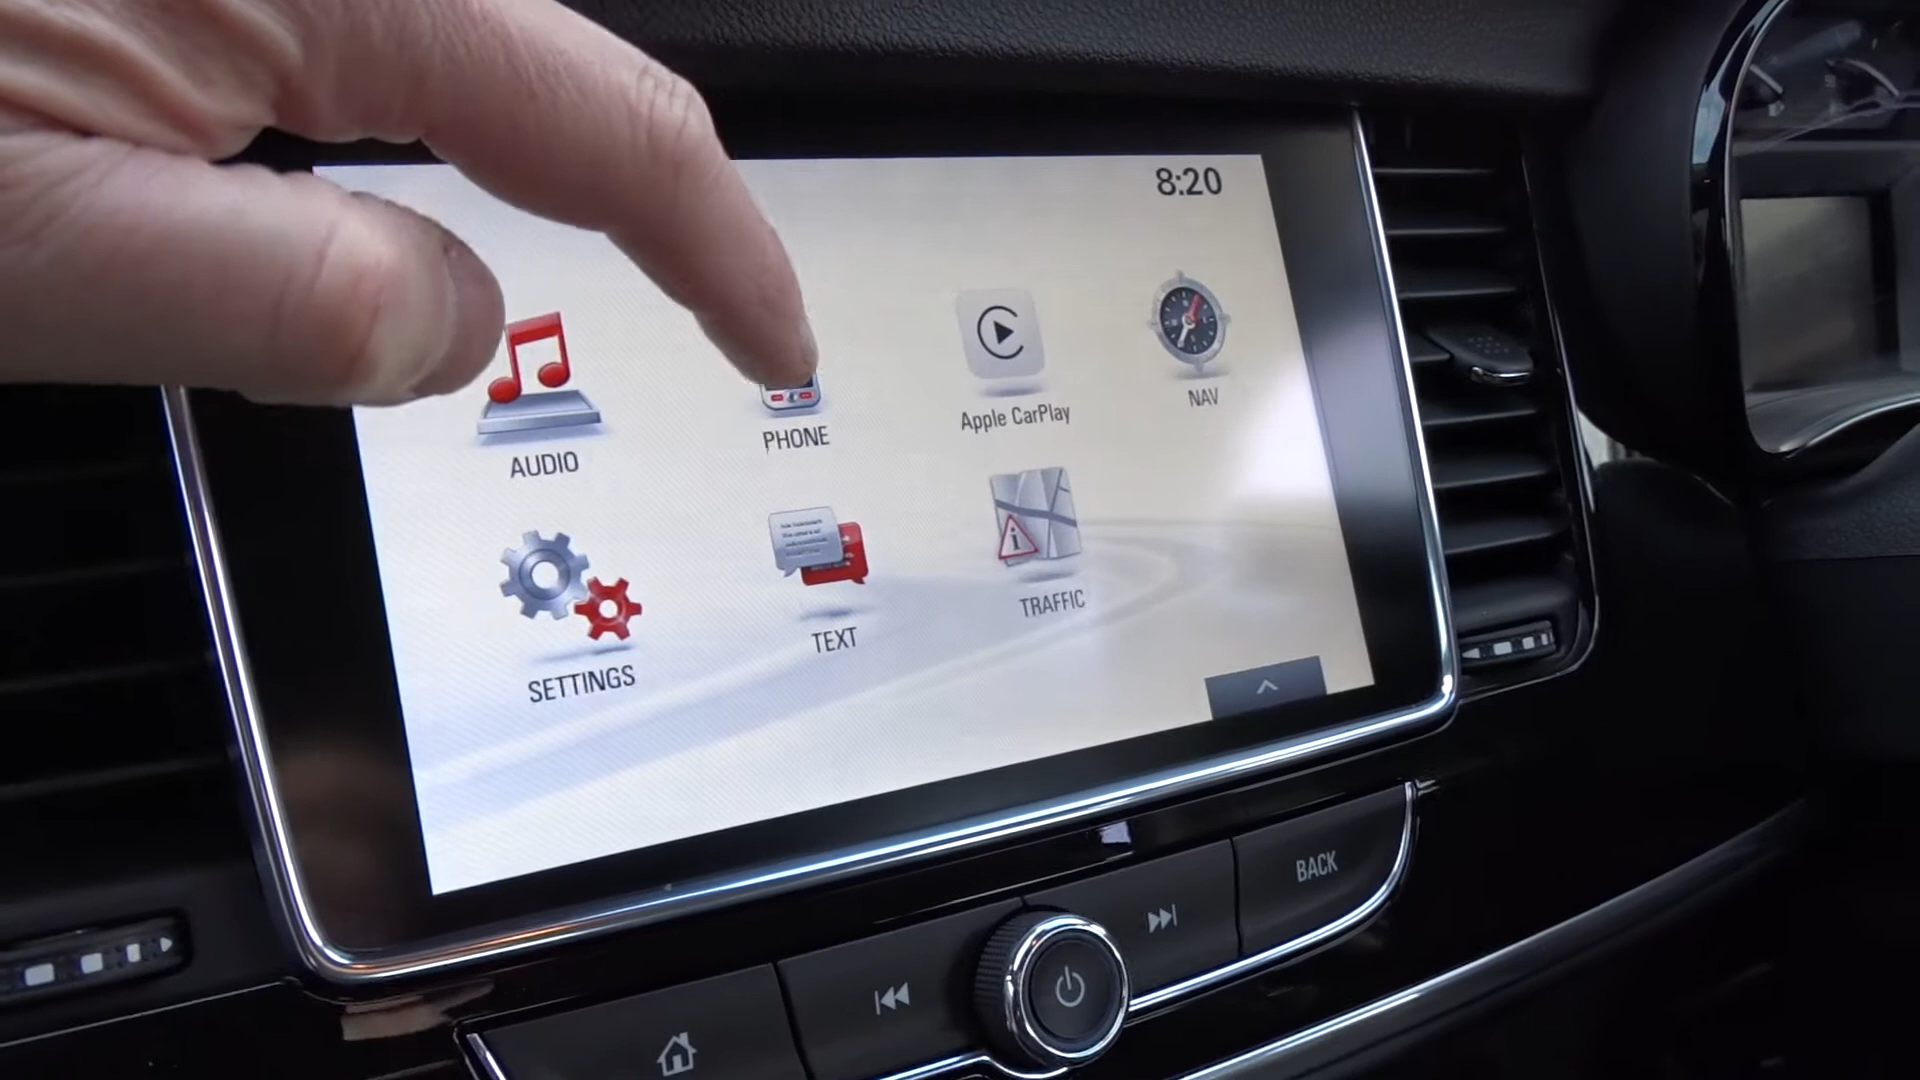 8:20
AUDIO
PHONE
Apple CarPlay
NAV
SETTINGS
TEXT
TRAFFIC
BACK